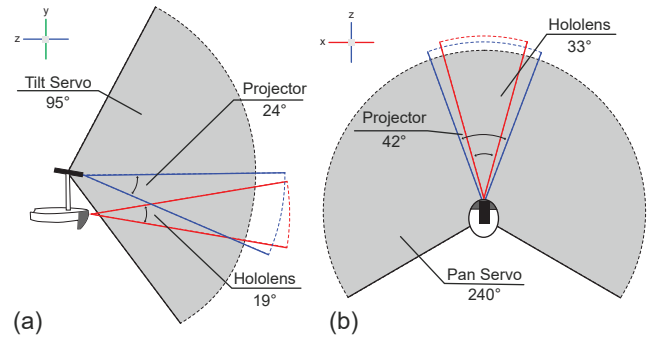 y
z
Tilt Servo
95°
Projector
24°
Hololens
19°
(a)
z
x
Hololens
33°
Projector
42°
Pan Servo
240°
(b)